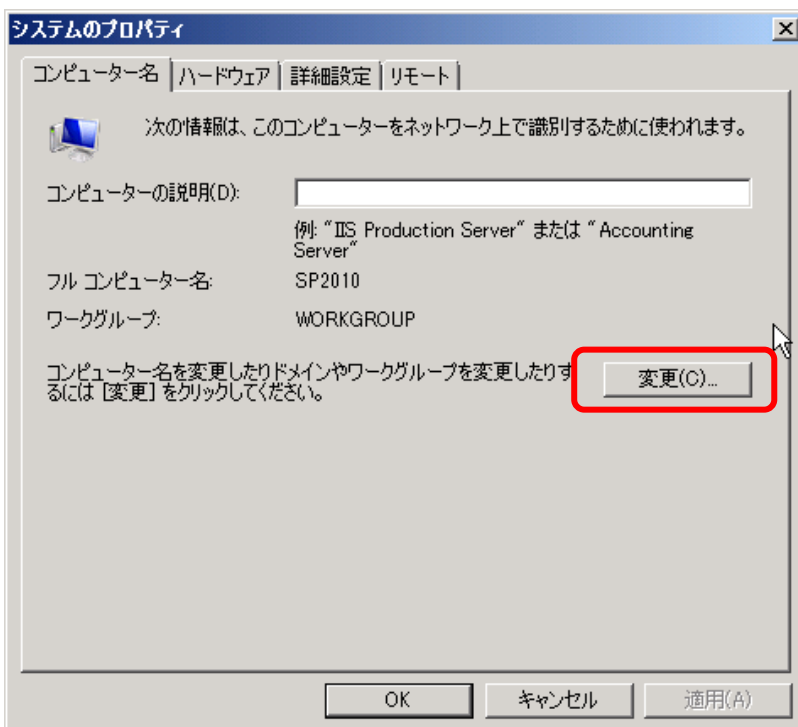 システムのプロパティ
コンピューター名 ハードウェア 詳細設定 リモート
次の情報は、このコンピューターをネットワーク上で識別するために使われます。
コンピューターの説明(D):
例: "IIS Production Server" または "Accounting
Server"
フル コンピューター名: SP2010
ワークグループ: WORKGROUP
コンピューター名を変更したりドメインやワークグループを変更したりす
るには [変更] をクリックしてください。
変更(C)...
OK キャンセル 適用(A)